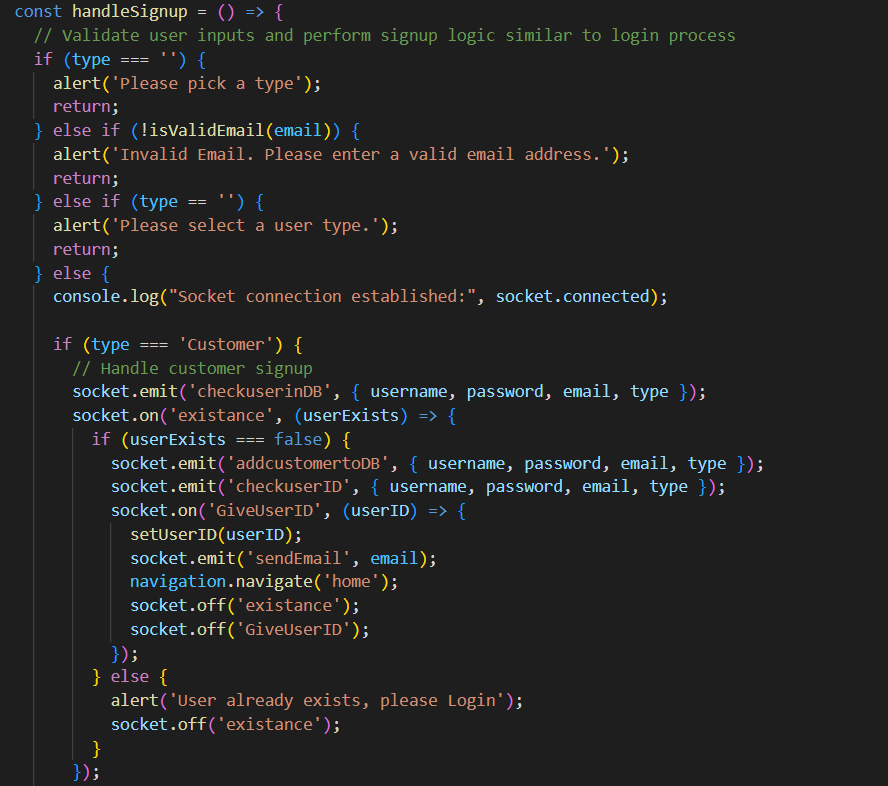 const handleSignup = () => {
// Validate user inputs and perform signup logic similar to login process
if (type === '') {
alert('Please pick a type');
return;
} else if (!isValidEmail(email)) {
alert('Invalid Email. Please enter a valid email address.');
return;
} else if (type == '') {
alert('Please select a user type.');
return;
} else {
console.log("Socket connection established:", socket.connected);
if (type === 'Customer') {
// Handle customer signup
socket.emit('checkuserinDB', { username, password, email, type });
socket.on('existance', (userExists) => {
if (userExists === false) {
socket.emit('addcustomertoDB', { username, password, email, type });
socket.emit('checkuserID', { username, password, email, type });
socket.on('GiveUserID', (userID) => {
setUserID(userID);
socket.emit('sendEmail', email);
navigation.navigate('home');
socket.off('existance');
socket.off('GiveUserID');
});
} else {
alert('User already exists, please Login');
socket.off('existance');
}
});